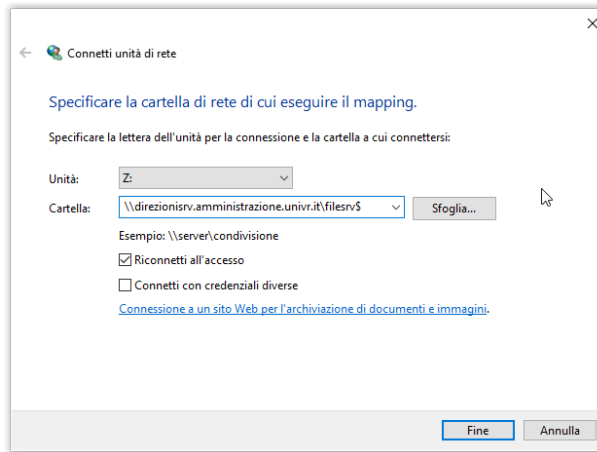 Connetti unità di rete
Specificare la cartella di rete di cui eseguire il mapping.
Specificare la lettera dell'unità per la connessione e la cartella a cui connettersi:
Unità: Z:
Cartella: \\direzionisrv.amministrazione.univr.it\filesrv$ Sfoglia...
Esempio: \\server\condivisione
Riconnetti all'accesso
Connetti con credenziali diverse
Connessione a un sito Web per l'archiviazione di documenti e immagini.
Fine Annulla